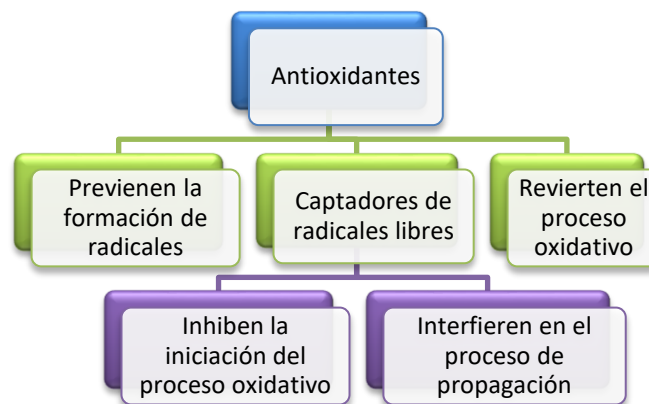 Antioxidantes
Previenen la
formación de
radicales
Captadores de
radicales libres
Revierten el
proceso
oxidativo
Inhiben la
iniciación del
proceso oxidativo
Interfieren en el
proceso de
propagación